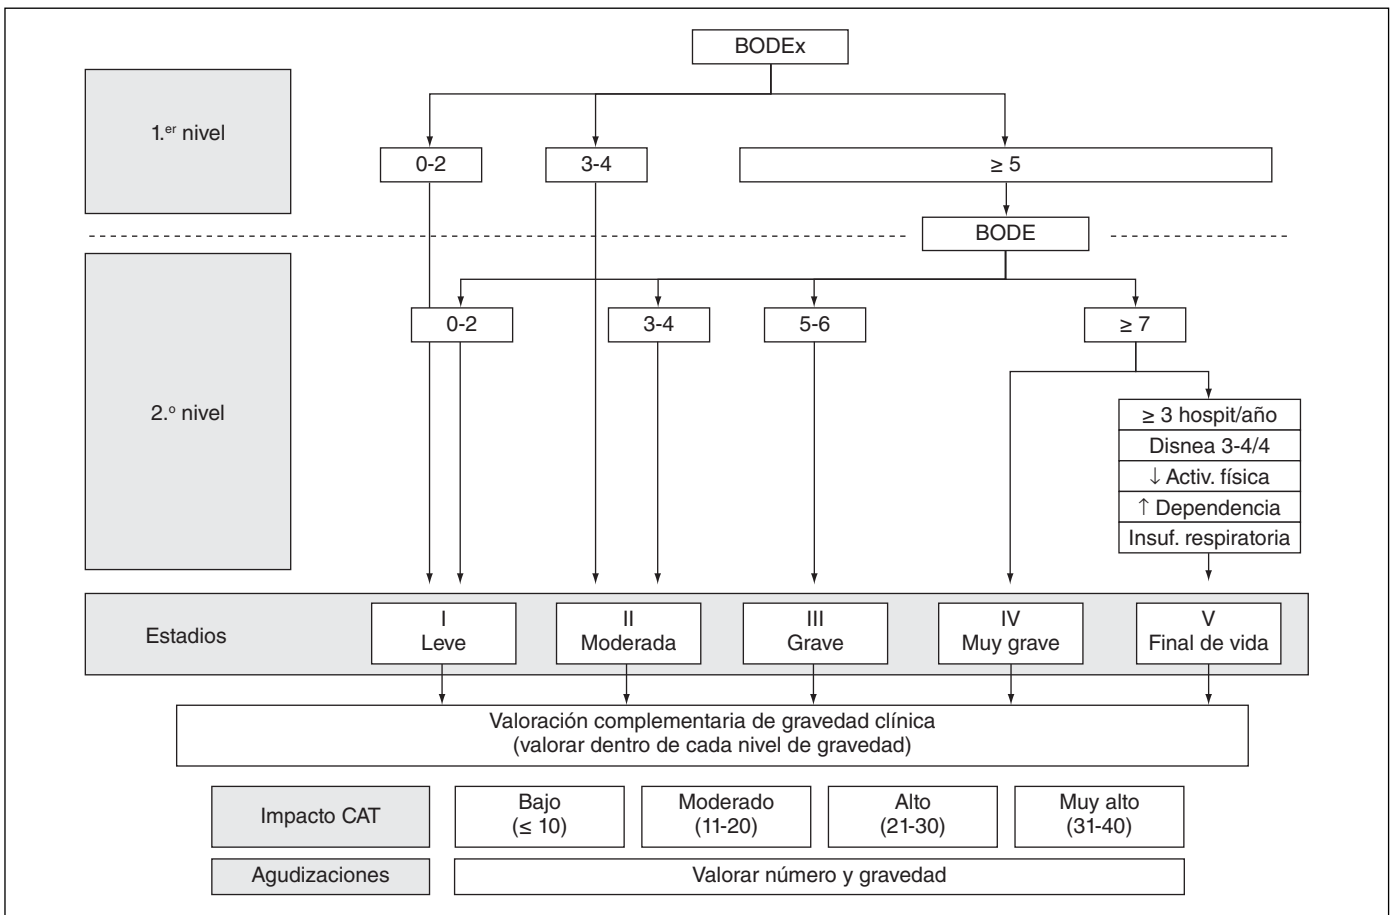 BODEx
1.er nivel
0-2
3-4
≥ 5
BODE
2.º nivel
0-2
3-4
5-6
≥ 7
≥ 3 hospit/año
Disnea 3-4/4
↓ Activ. física
↑ Dependencia
Insuf. respiratoria
Estadios
I
Leve
II
Moderada
III
Grave
IV
Muy grave
V
Final de vida
Valoración complementaria de gravedad clínica
(valorar dentro de cada nivel de gravedad)
Impacto CAT
Bajo
(≤ 10)
Moderado
(11-20)
Alto
(21-30)
Muy alto
(31-40)
Agudizaciones
Valorar número y gravedad